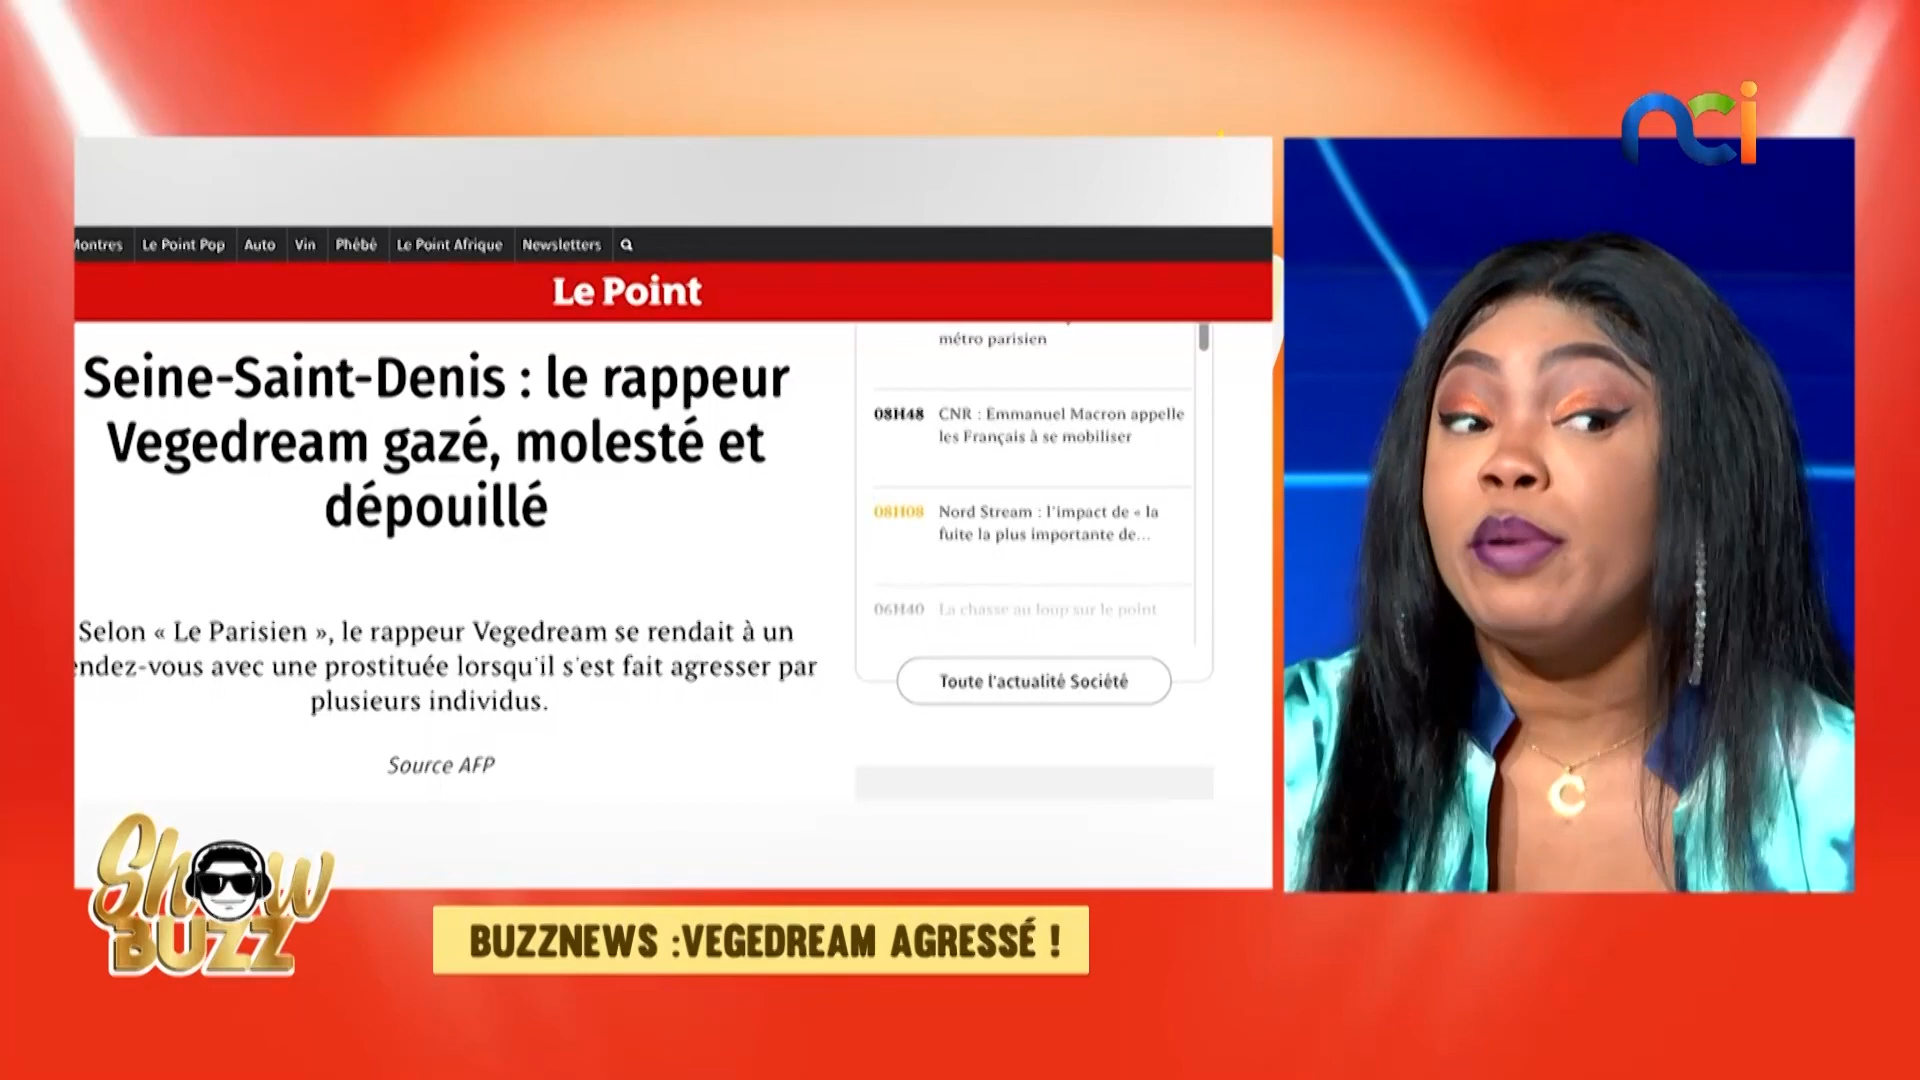 nci
Montres Le Point Pop Auto Vin Phébé Le Point Afrique Newsletters
Le Point
Seine-Saint-Denis : le rappeur
Vegedream gazé, molesté et
dépouillé
Selon « Le Parisien », le rappeur Vegedream se rendait à un
endez-vous avec une prostituée lorsqu'il s'est fait agresser par
plusieurs individus.
Source AFP
métro parisien
08H48 CNR : Emmanuel Macron appelle
les Français à se mobiliser
08H08 Nord Stream : l'impact de « la
fuite la plus importante de...
06H40 La chasse au loup sur le point
Toute l'actualité Société
C
Show
BUZZ
BUZZNEWS :VEGEDREAM AGRESSÉ !